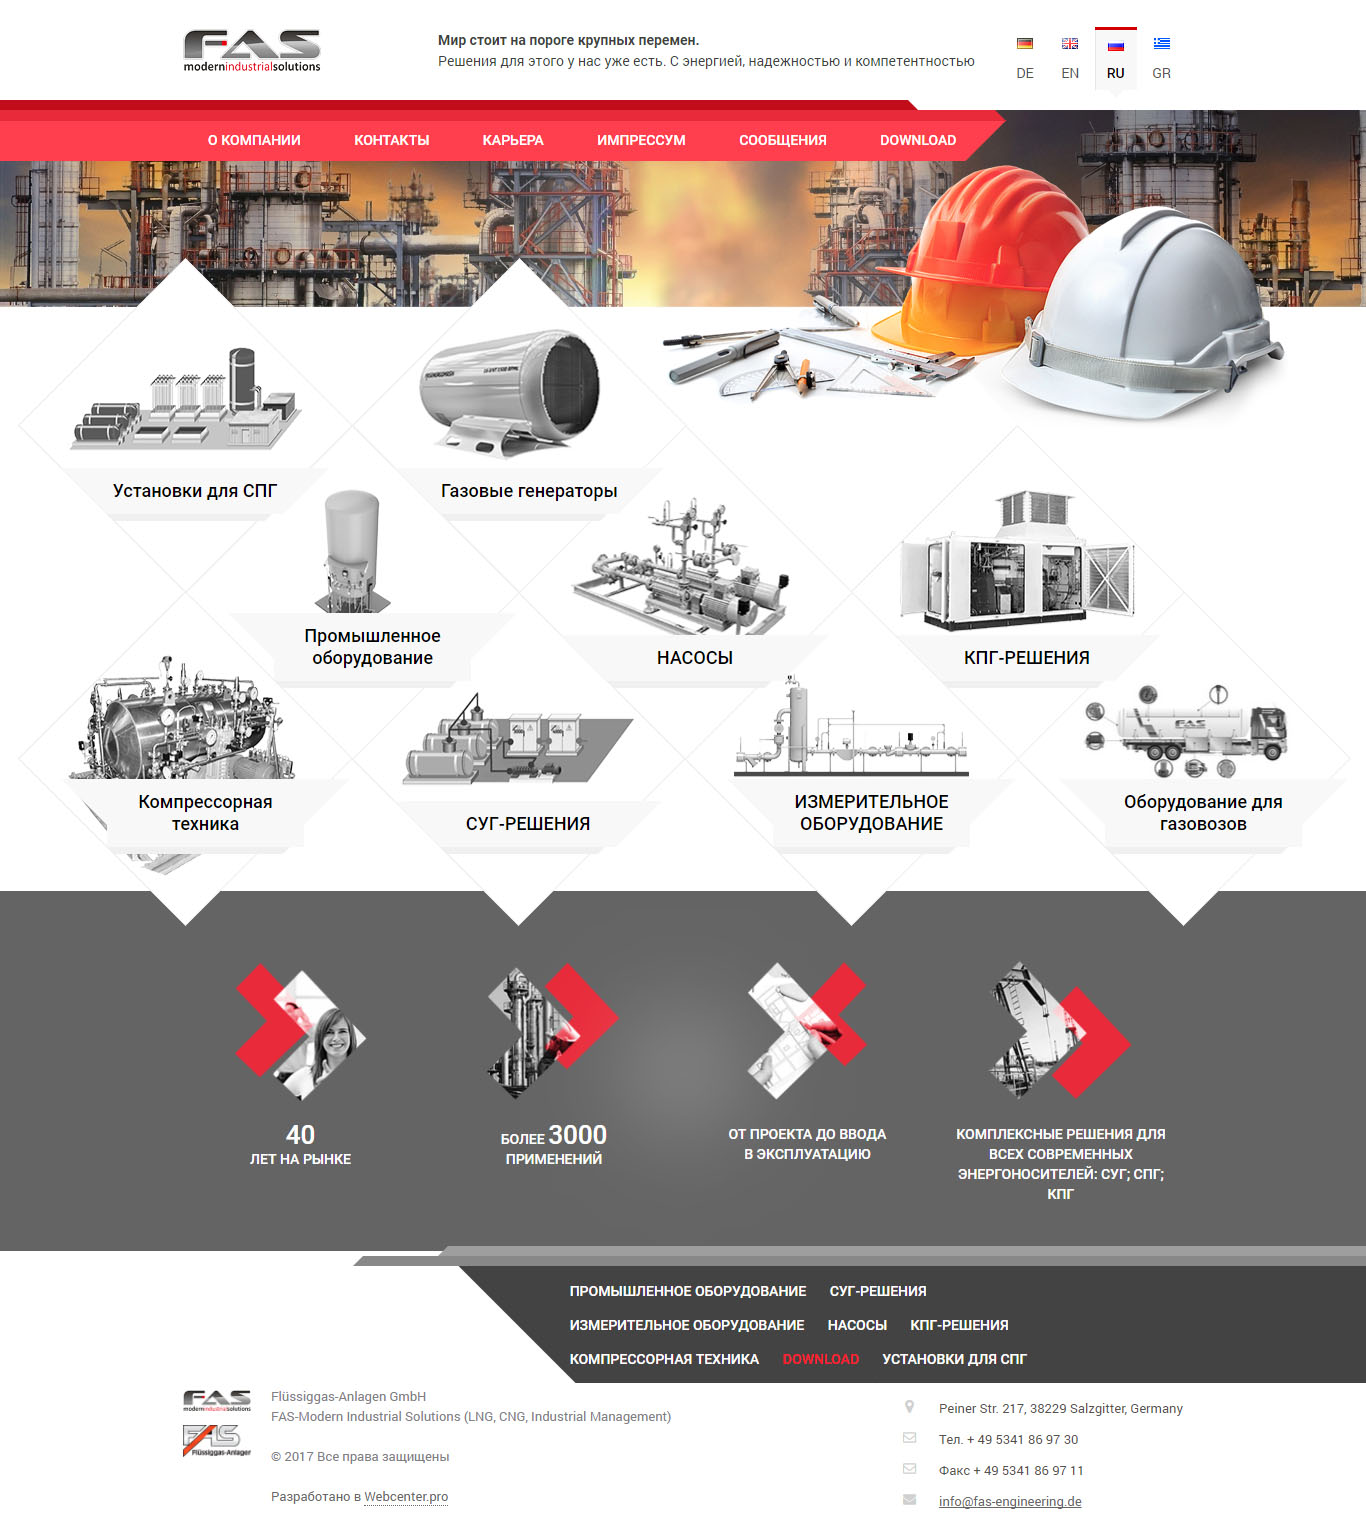 FAS
modernindustrialsolutions
Мир стоит на пороге крупных перемен.
Решения для этого у нас уже есть. С энергией, надежностью и компетентностью
DE
EN
RU
GR
О КОМПАНИИ
КОНТАКТЫ
КАРЬЕРА
ИМПРЕССУМ
СООБЩЕНИЯ
DOWNLOAD
Установки для СПГ
Газовые генераторы
Промышленное
оборудование
НАСОСЫ
КПГ-РЕШЕНИЯ
FAS
Компрессорная
техника
СУГ-РЕШЕНИЯ
ИЗМЕРИТЕЛЬНОЕ
ОБОРУДОВАНИЕ
Оборудование для
газовозов
40
ЛЕТ НА РЫНКЕ
БОЛЕЕ 3000
ПРИМЕНЕНИЙ
ОТ ПРОЕКТА ДО ВВОДА
В ЭКСПЛУАТАЦИЮ
КОМПЛЕКСНЫЕ РЕШЕНИЯ ДЛЯ
ВСЕХ СОВРЕМЕННЫХ
ЭНЕРГОНОСИТЕЛЕЙ: СУГ; СПГ;
КПГ
ПРОМЫШЛЕННОЕ ОБОРУДОВАНИЕ СУГ-РЕШЕНИЯ
ИЗМЕРИТЕЛЬНОЕ ОБОРУДОВАНИЕ НАСОСЫ КПГ-РЕШЕНИЯ
КОМПРЕССОРНАЯ ТЕХНИКА DOWNLOAD УСТАНОВКИ ДЛЯ СПГ
FAS
modernindustrialsolutions
FAS
Flüssiggas-Anlagen
Flüssiggas-Anlagen GmbH
FAS-Modern Industrial Solutions (LNG, CNG, Industrial Management)
© 2017 Все права защищены
Разработано в Webcenter.pro
Peiner Str. 217, 38229 Salzgitter, Germany
Тел. + 49 5341 86 97 30
Факс + 49 5341 86 97 11
info@fas-engineering.de